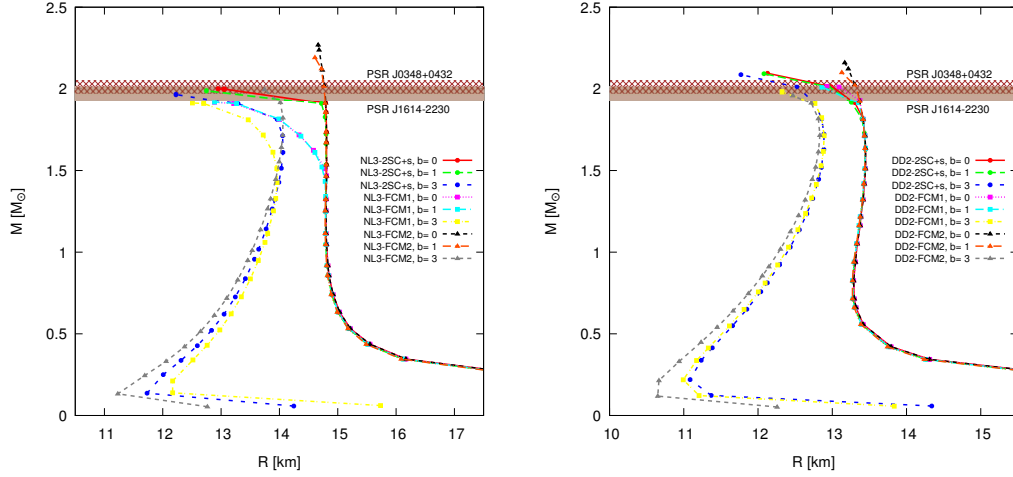 2.5
2
1.5
1
0.5
0
11
12
13
14
15
16
17
M [M⊙]
R [km]
PSR J0348+0432
PSR J1614-2230
NL3-2SC+s, b= 0
NL3-2SC+s, b= 1
NL3-2SC+s, b= 3
NL3-FCM1, b= 0
NL3-FCM1, b= 1
NL3-FCM1, b= 3
NL3-FCM2, b= 0
NL3-FCM2, b= 1
NL3-FCM2, b= 3
2.5
2
1.5
1
0.5
0
10
11
12
13
14
15
M [M⊙]
R [km]
PSR J0348+0432
PSR J1614-2230
DD2-2SC+s, b= 0
DD2-2SC+s, b= 1
DD2-2SC+s, b= 3
DD2-FCM1, b= 0
DD2-FCM1, b= 1
DD2-FCM1, b= 3
DD2-FCM2, b= 0
DD2-FCM2, b= 1
DD2-FCM2, b= 3